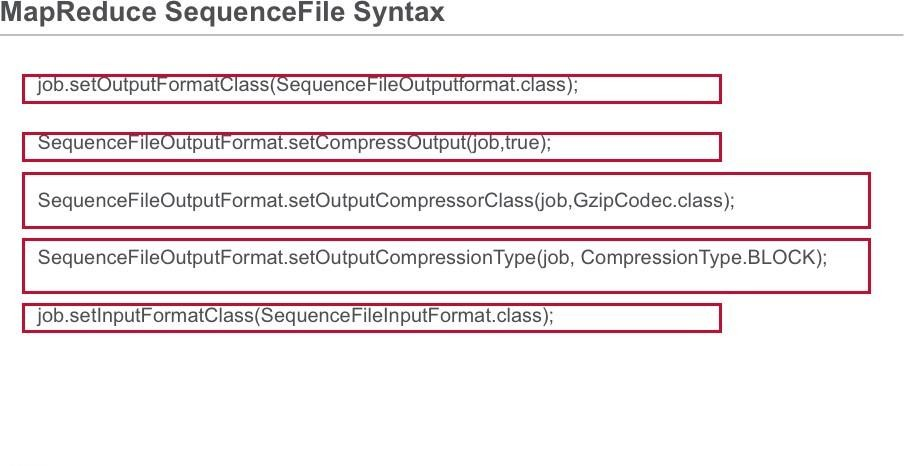 MapReduce SequenceFile Syntax
job.setOutputFormatClass(SequenceFileOutputformat.class);
SequenceFileOutputFormat.setCompressOutput(job,true);
SequenceFileOutputFormat.setOutputCompressorClass(job,GzipCodec.class);
SequenceFileOutputFormat.setOutputCompressionType(job, CompressionType.BLOCK);
job.setInputFormatClass(SequenceFileInputFormat.class);